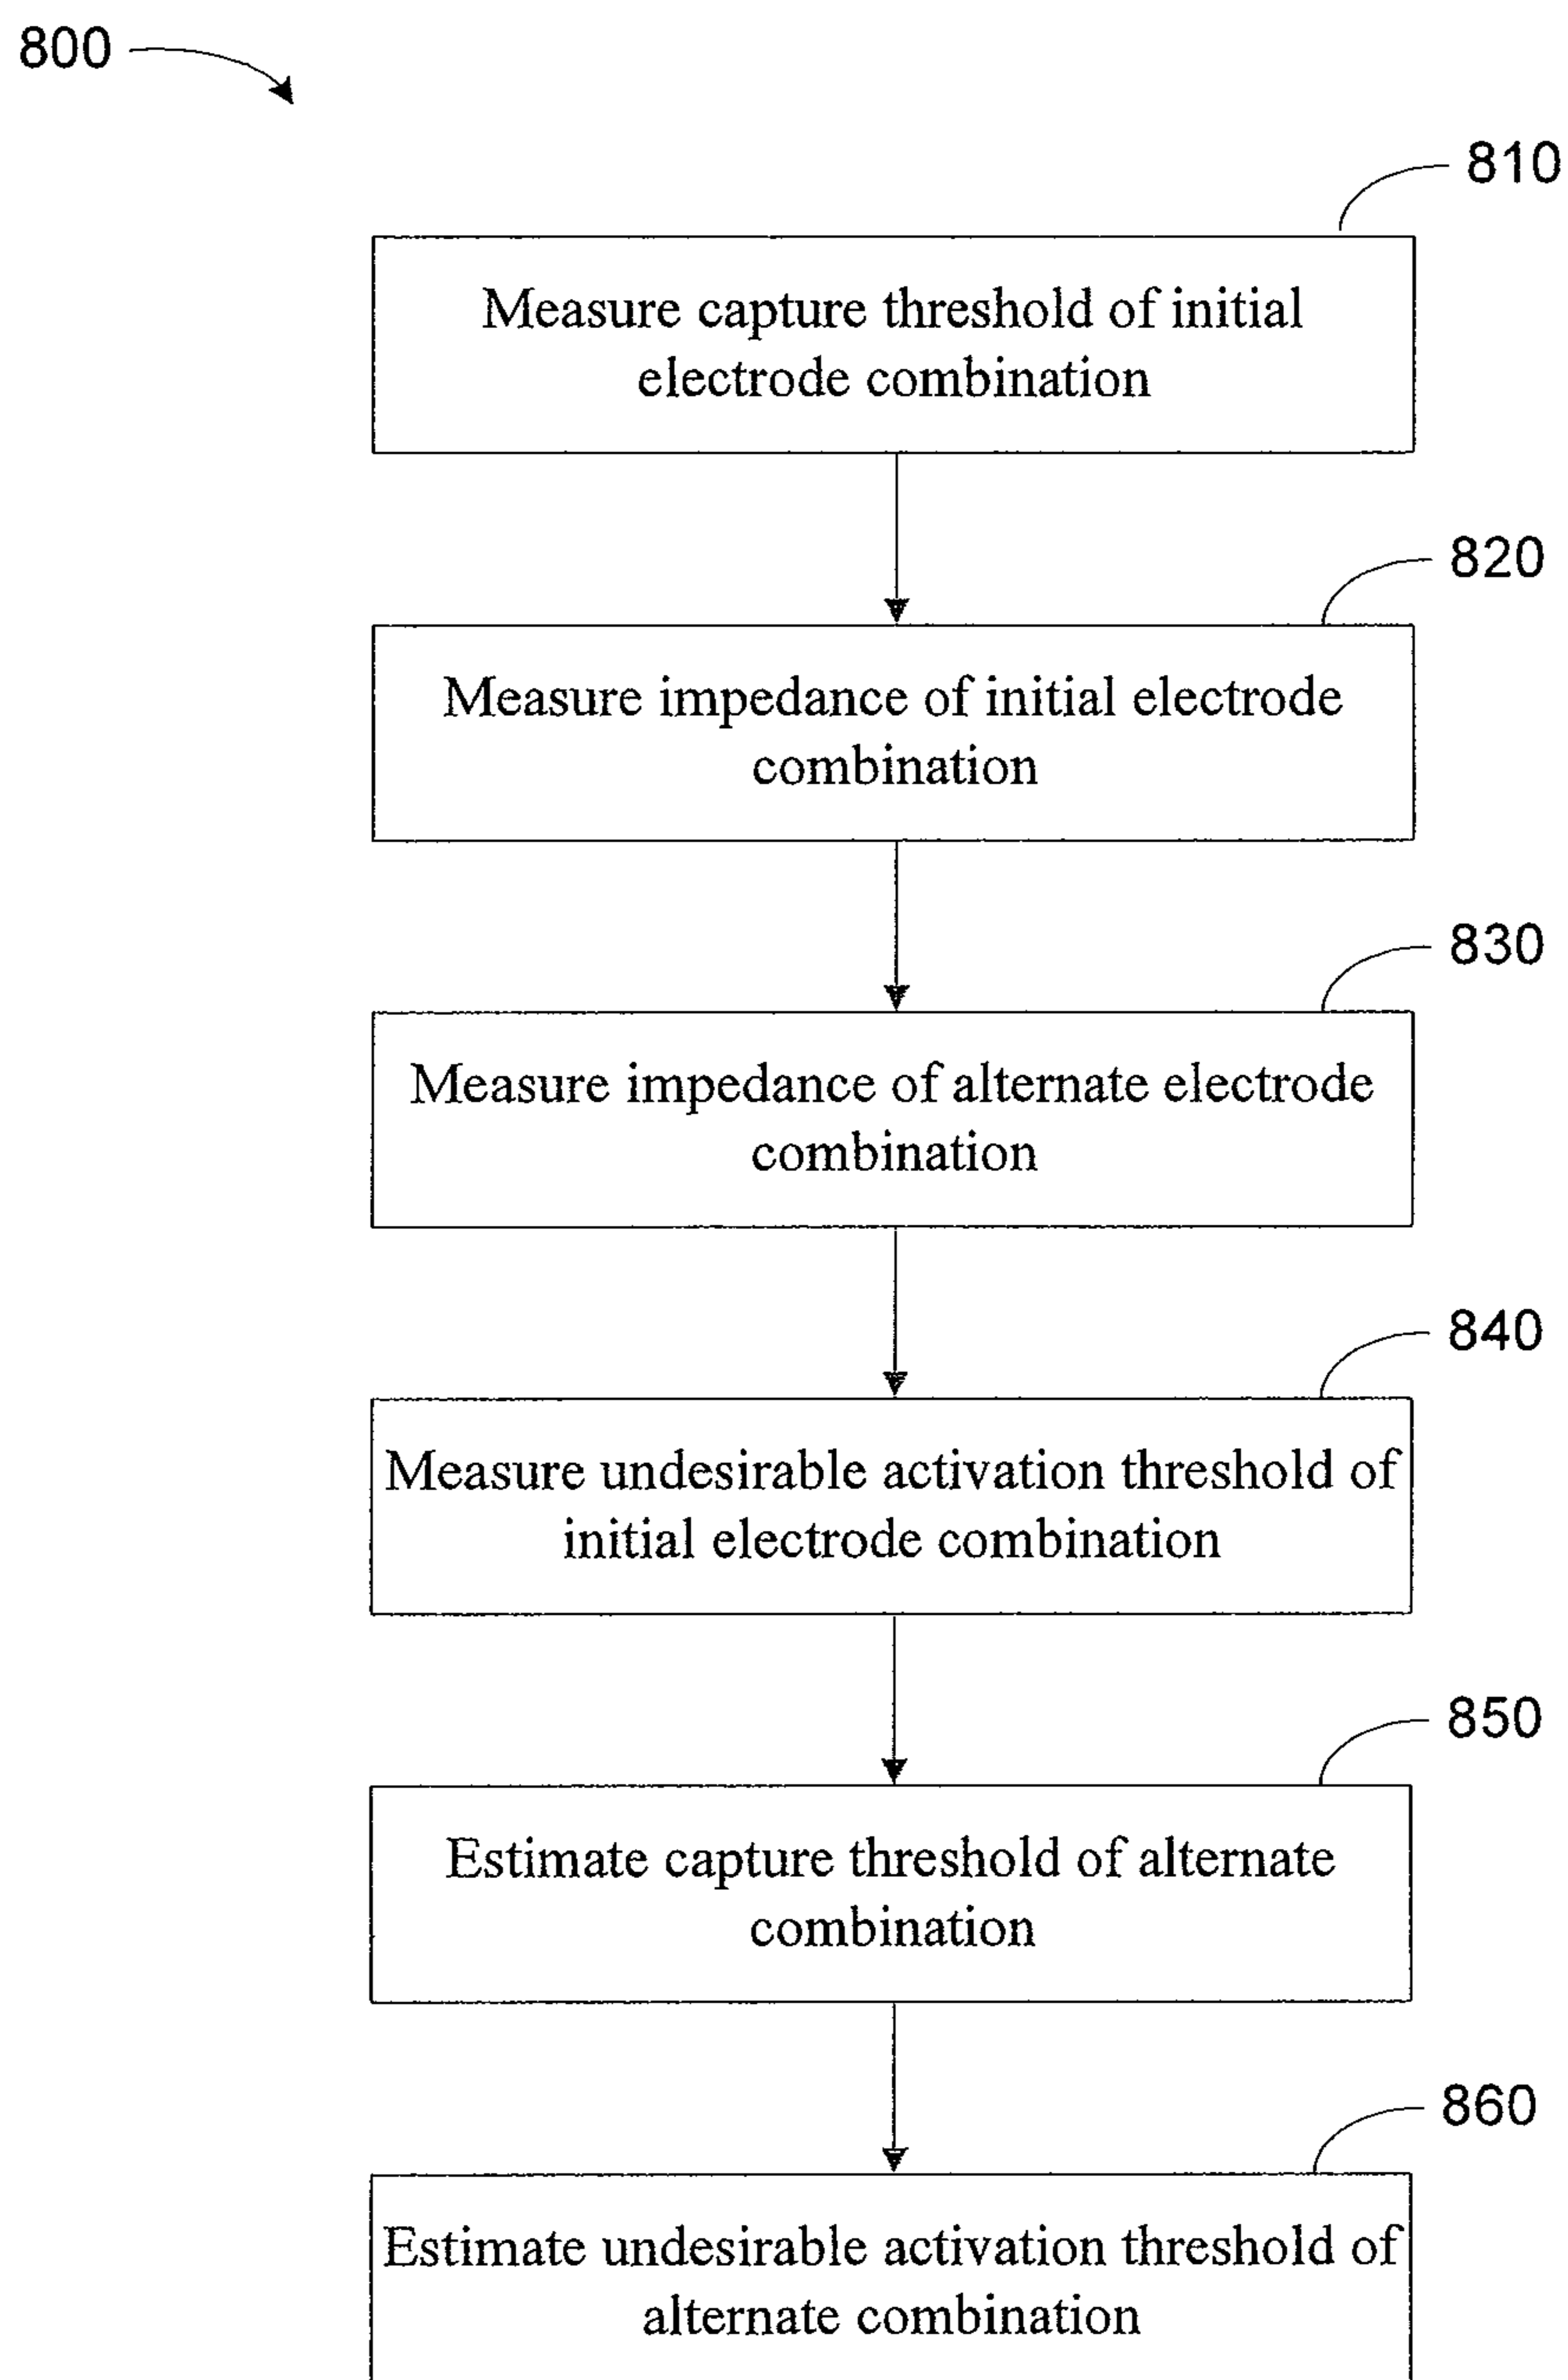 800
810
Measure capture threshold of initial
electrode combination
820
Measure impedance of initial electrode
combination
830
Measure impedance of alternate electrode
combination
840
Measure undesirable activation threshold of
initial electrode combination
850
Estimate capture threshold of alternate
combination
860
Estimate undesirable activation threshold of
alternate combination